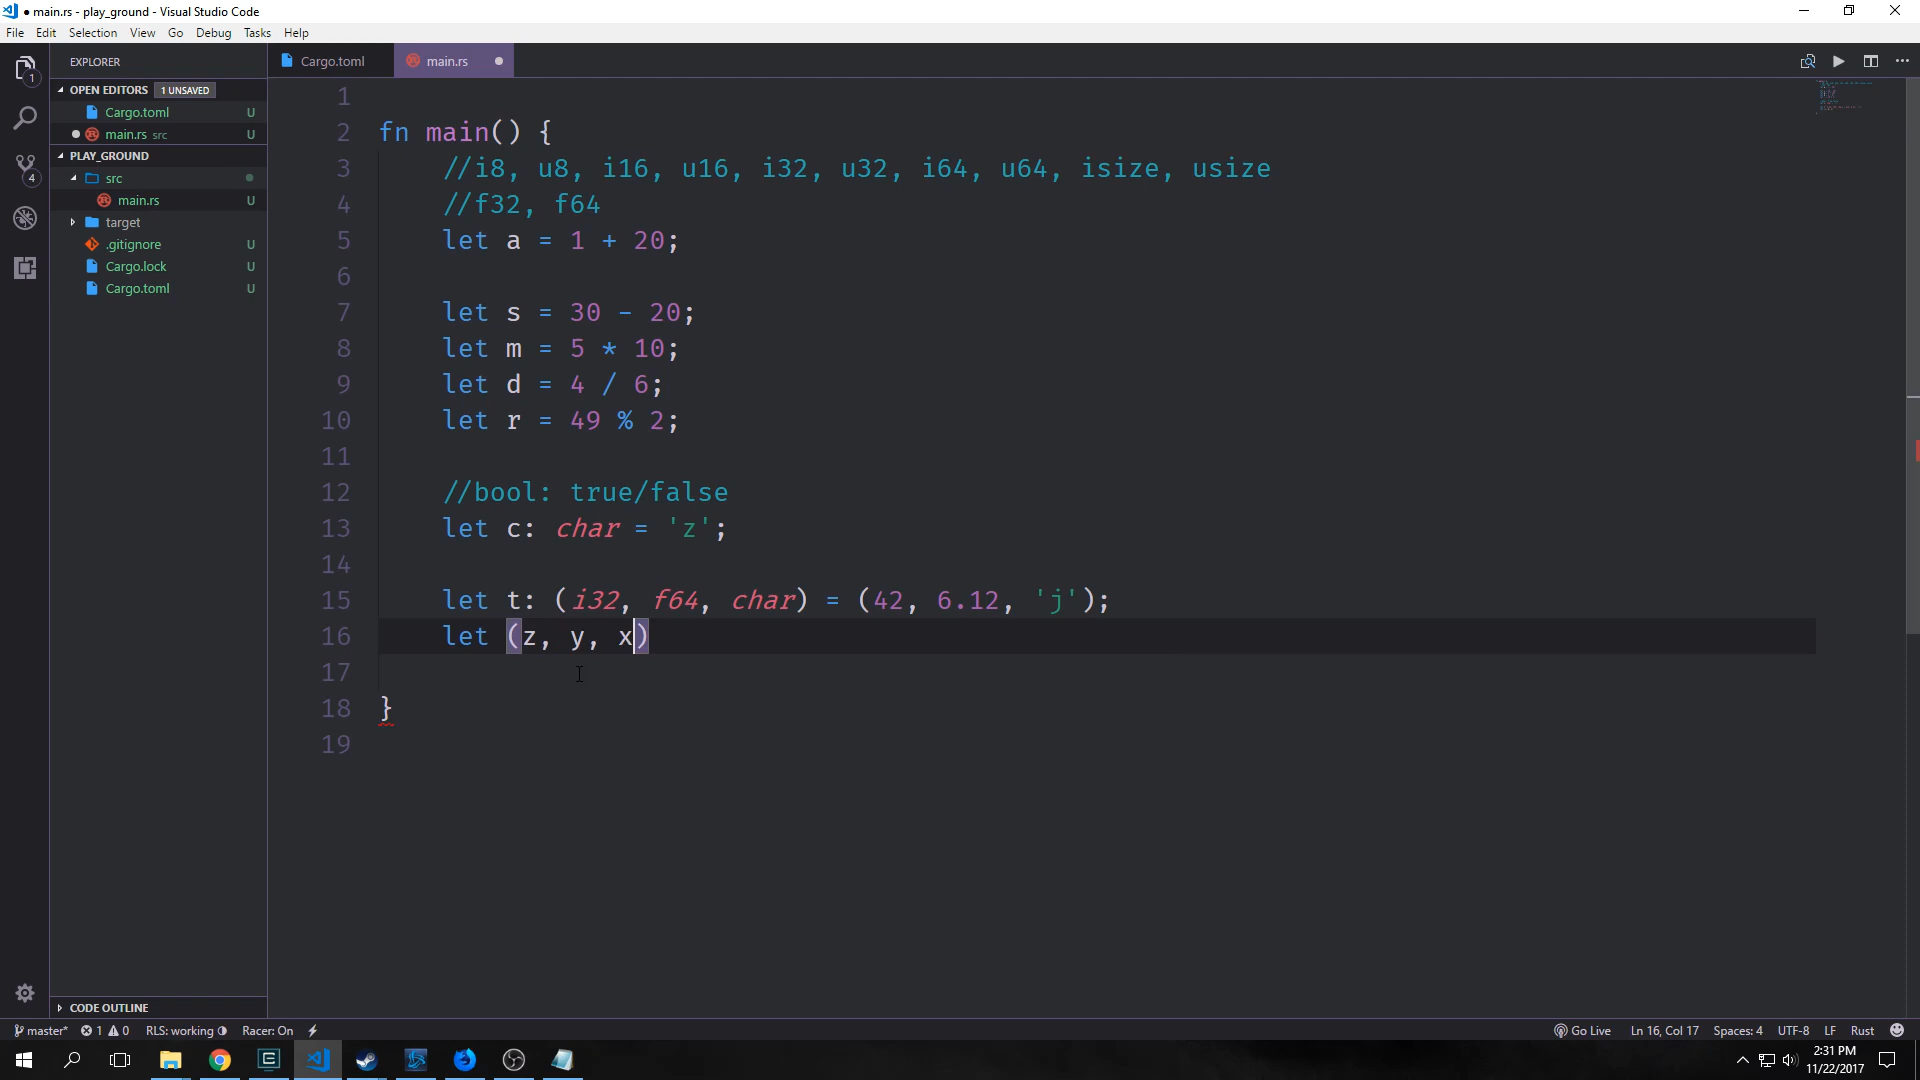 ● main.rs - play_ground - Visual Studio Code
File Edit Selection View Go Debug Tasks Help
EXPLORER
OPEN EDITORS 1 UNSAVED
Cargo.toml U
● main.rs src U
PLAY_GROUND
src
main.rs U
target
.gitignore U
Cargo.lock U
Cargo.toml U
CODE OUTLINE
1
4
Cargo.toml main.rs ●
1
2 fn main() {
3 //i8, u8, i16, u16, i32, u32, i64, u64, isize, usize
4 //f32, f64
5 let a = 1 + 20;
6
7 let s = 30 - 20;
8 let m = 5 * 10;
9 let d = 4 / 6;
10 let r = 49 % 2;
11
12 //bool: true/false
13 let c: char = 'z';
14
15 let t: (i32, f64, char) = (42, 6.12, 'j');
16 let (z, y, x)
17
18 }
19
master* 1 0 RLS: working Racer: On Go Live Ln 16, Col 17 Spaces: 4 UTF-8 LF Rust
2:31 PM
11/22/2017